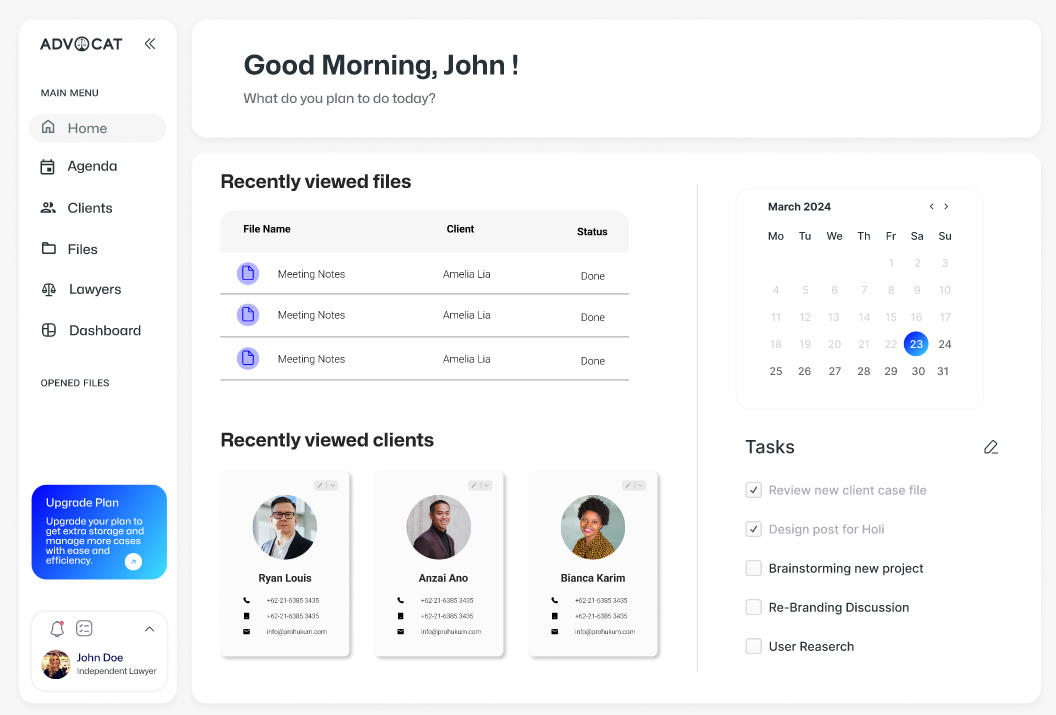 ADVOCAT
MAIN MENU
Home
Agenda
Clients
Files
Lawyers
Dashboard
OPENED FILES
Upgrade Plan
Upgrade your plan to
get extra storage and
manage more cases
with ease and
efficiency.
John Doe
Independent Lawyer
Good Morning, John !
What do you plan to do today?
Recently viewed files
File Name Client Status
Meeting Notes Amelia Lia Done
Meeting Notes Amelia Lia Done
Meeting Notes Amelia Lia Done
Recently viewed clients
Ryan Louis
+62-21-6385 3435
+62-21-6385 3435
info@prohukum.com
Anzai Ano
+62-21-6385 3435
+62-21-6385 3435
info@prohukum.com
Bianca Karim
+62-21-6385 3435
+62-21-6385 3435
info@prohukum.com
March 2024
Mo Tu We Th Fr Sa Su
1 2 3
4 5 6 7 8 9 10
11 12 13 14 15 16 17
18 19 20 21 22 23 24
25 26 27 28 29 30 31
Tasks
Review new client case file
Design post for Holi
Brainstorming new project
Re-Branding Discussion
User Reaserch